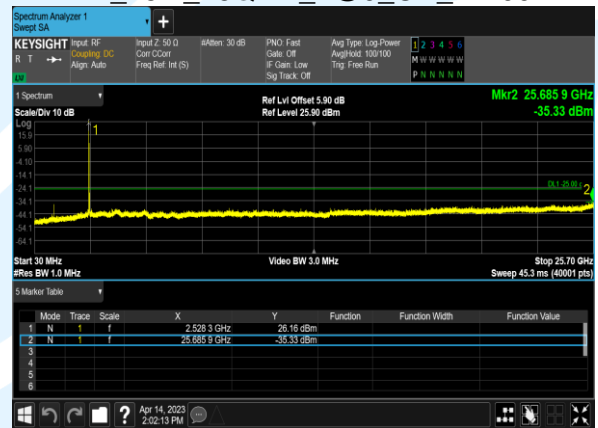 Spectrum Analyzer 1
Swept SA
+
KEYSIGHT
R T
LNI
Input: RF
Coupling: DC
Align: Auto
Input Z: 50 Ω
Corr CCorr
Freq Ref: Int (S)
#Atten: 30 dB
PNO: Fast
Gate: Off
IF Gain: Low
Sig Track: Off
Avg Type: Log-Power
Avg|Hold: 100/100
Trig: Free Run
1 2 3 4 5 6
M W W W W W
P N N N N N
1 Spectrum
Scale/Div 10 dB
Log
Ref Lvl Offset 5.90 dB
Ref Level 25.90 dBm
Mkr2 25.685 9 GHz
-35.33 dBm
1
15.9
5.90
-4.10
-14.1
-24.1
-34.1
-44.1
-54.1
-64.1
2
Start 30 MHz
#Res BW 1.0 MHz
Video BW 3.0 MHz
Stop 25.70 GHz
Sweep 45.3 ms (40001 pts)
5 Marker Table
Mode Trace Scale X Y Function Function Width Function Value
1 N 1 f 2.528 3 GHz 26.16 dBm
2 N 1 f 25.685 9 GHz -35.33 dBm
3
4
5
6
?
Apr 14, 2023
2:02:13 PM